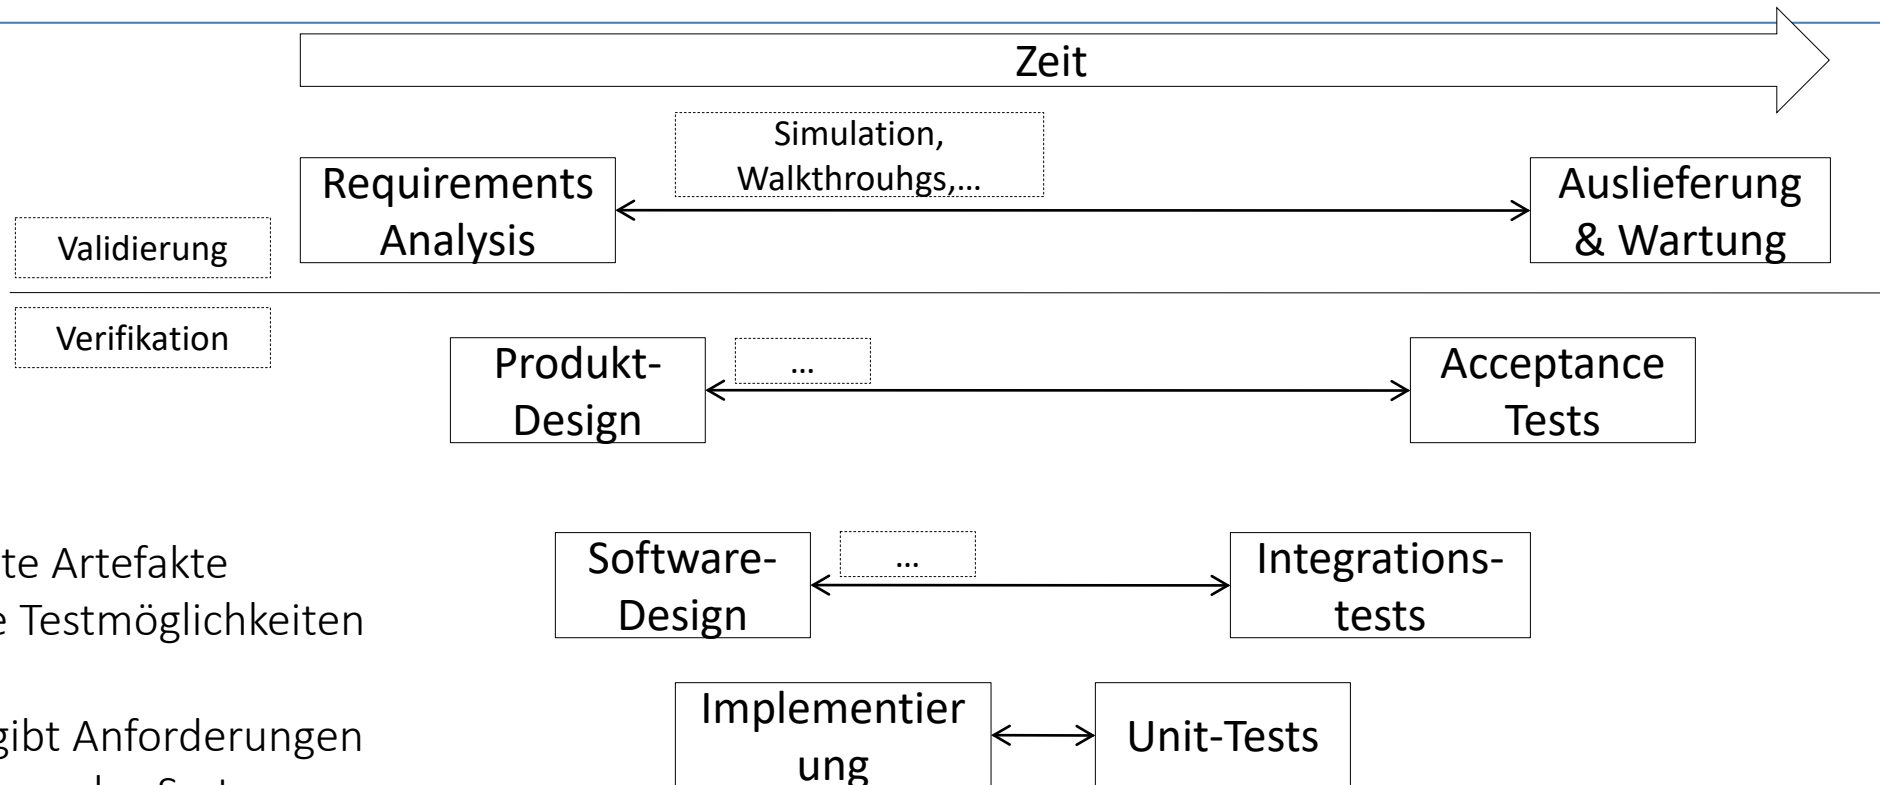 Zeit
Simulation,
Walkthrouhgs,...
Requirements
Analysis
Auslieferung
& Wartung
Validierung
Verifikation
Produkt-
Design
...
Acceptance
Tests
te Artefakte
e Testmöglichkeiten
Software-
Design
...
Integrations-
tests
gibt Anforderungen
Implementier
ung
Unit-Tests